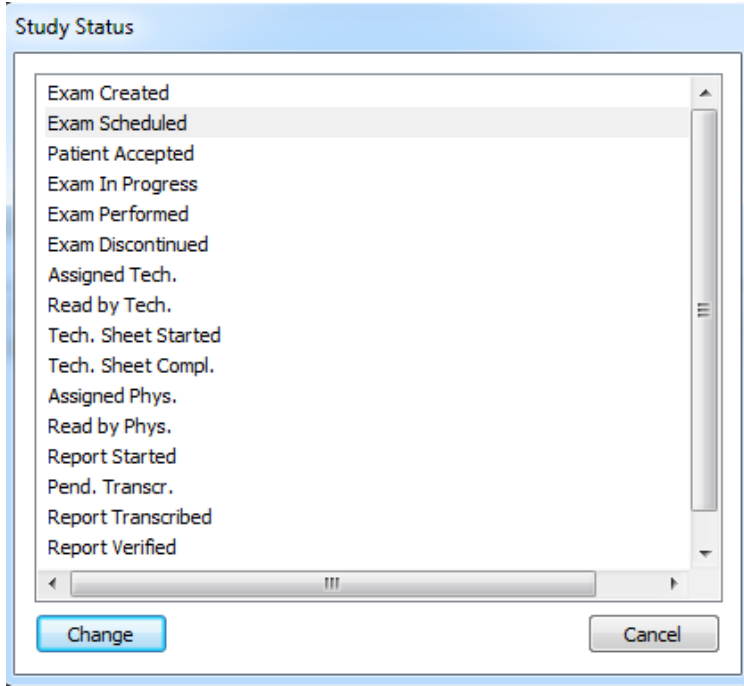 Study Status
Exam Created
Exam Scheduled
Patient Accepted
Exam In Progress
Exam Performed
Exam Discontinued
Assigned Tech.
Read by Tech.
Tech. Sheet Started
Tech. Sheet Compl.
Assigned Phys.
Read by Phys.
Report Started
Pend. Transcr.
Report Transcribed
Report Verified
Change Cancel